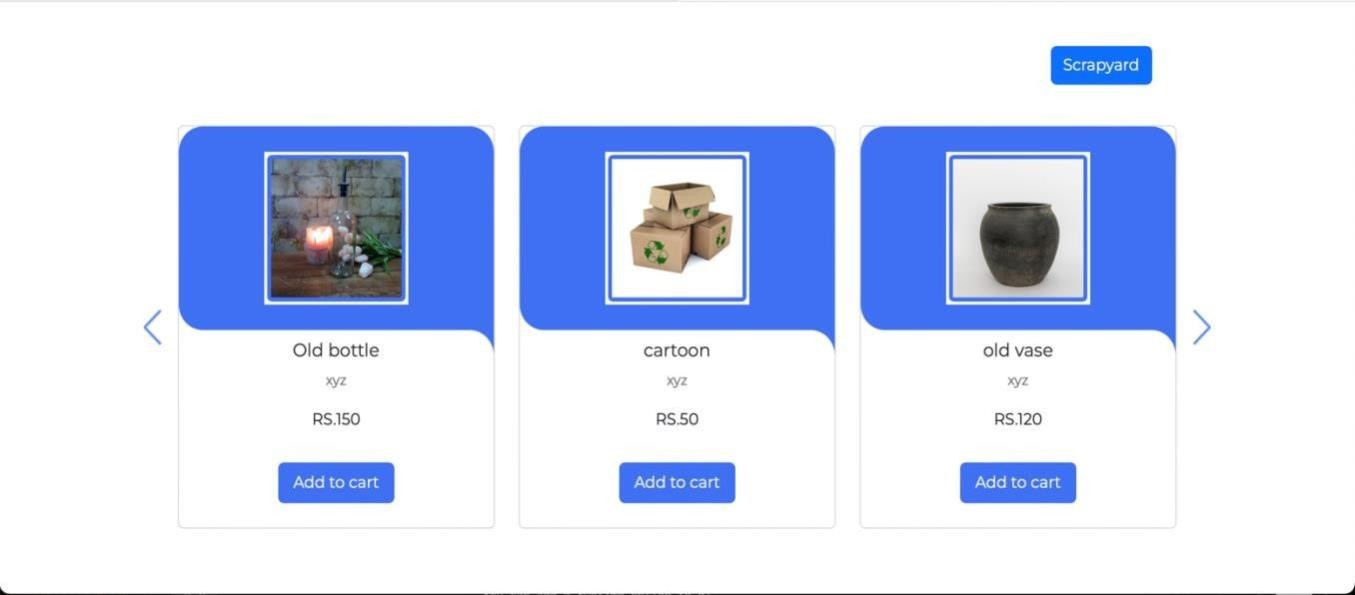 Scrapyard
Old bottle
xyz
RS.150
Add to cart
cartoon
xyz
RS.50
Add to cart
old vase
xyz
RS.120
Add to cart